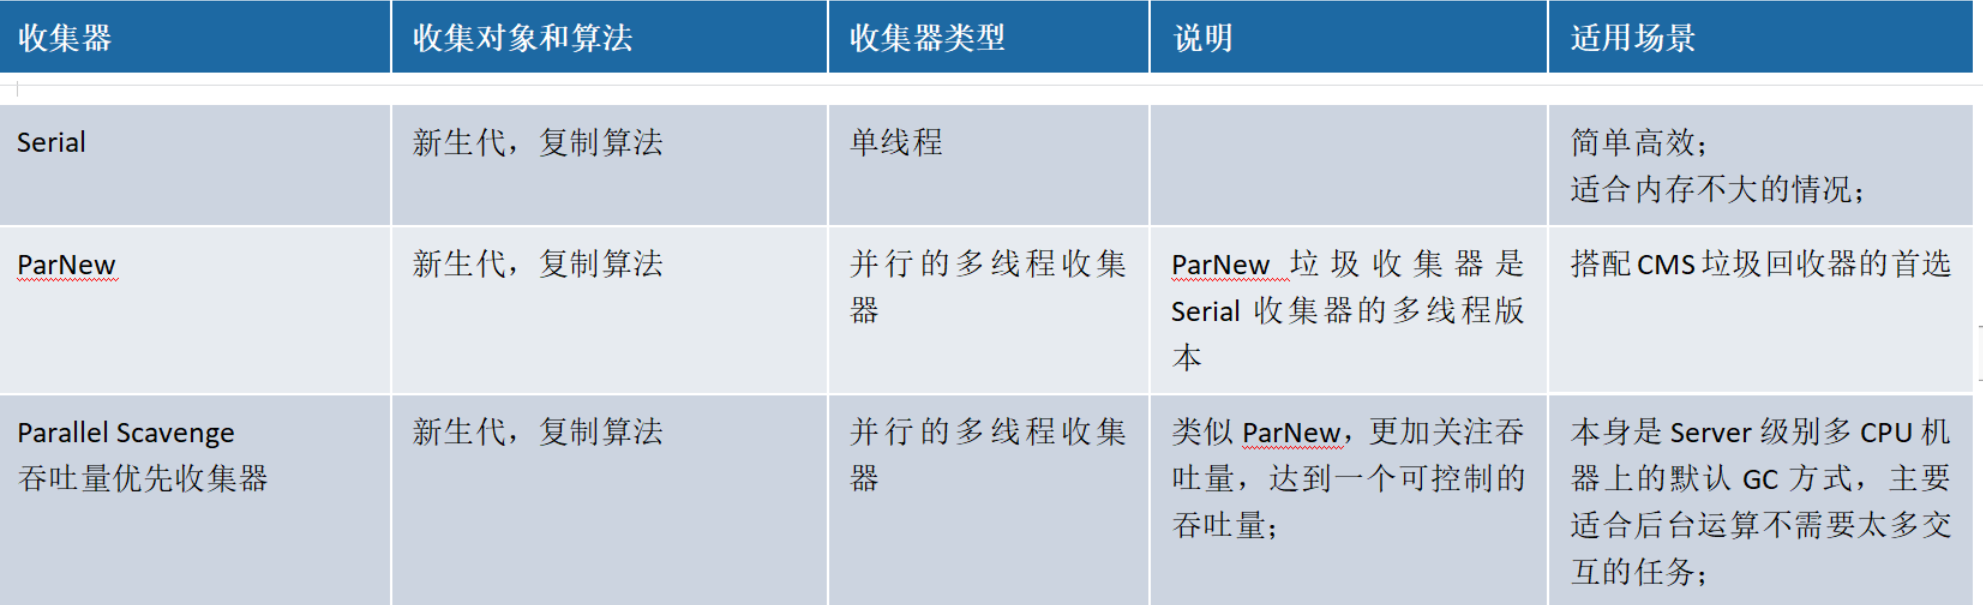 收集器 收集对象和算法 收集器类型 说明 适用场景
Serial 新生代，复制算法 单线程 简单高效；
适合内存不大的情况；
ParNew 新生代，复制算法 并行的多线程收集 ParNew 垃圾收集器是 搭配 CMS 垃圾回收器的首选
器 Serial 收集器的多线程版
本
Parallel Scavenge 新生代，复制算法 并行的多线程收集 类似 ParNew，更加关注吞 本身是 Server 级别多 CPU 机
吞吐量优先收集器 器 吐量，达到一个可控制的 器上的默认 GC 方式，主要
吞吐量； 适合后台运算不需要太多交
互的任务；